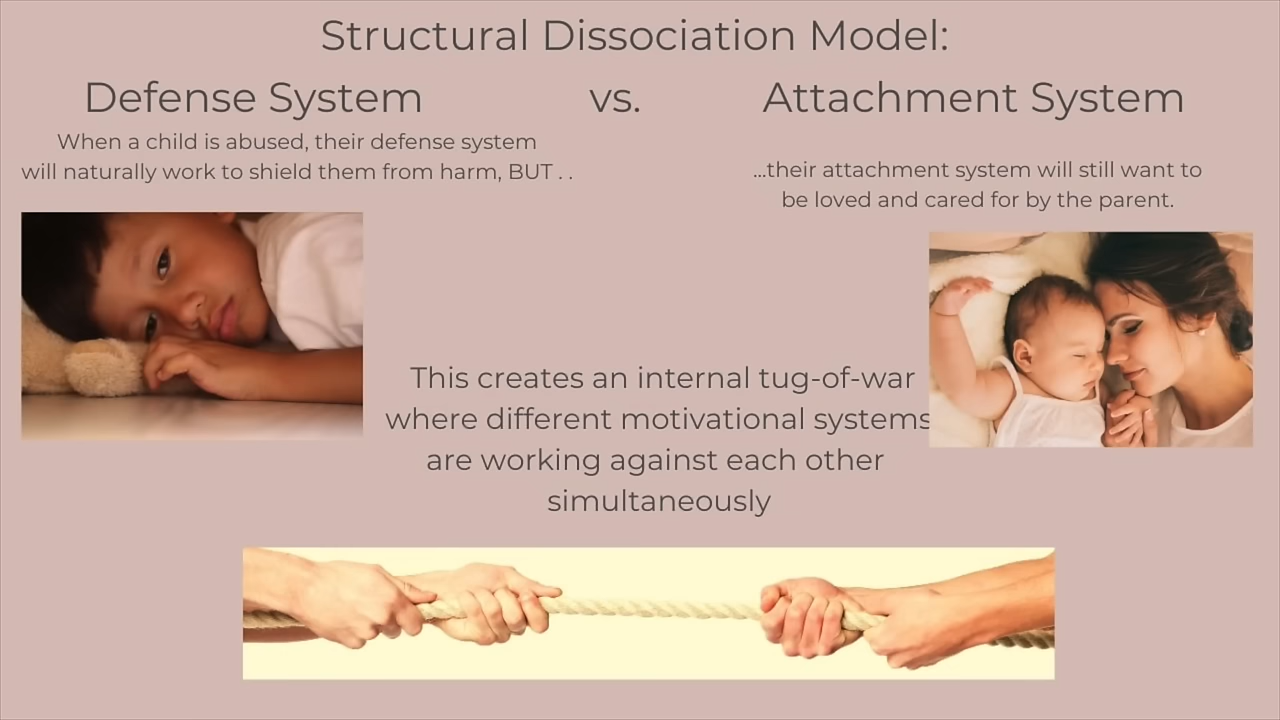 Structural Dissociation Model:
Defense System vs. Attachment System
When a child is abused, their defense system
will naturally work to shield them from harm, BUT . .
...their attachment system will still want to
be loved and cared for by the parent.
This creates an internal tug-of-war
where different motivational systems
are working against each other
simultaneously